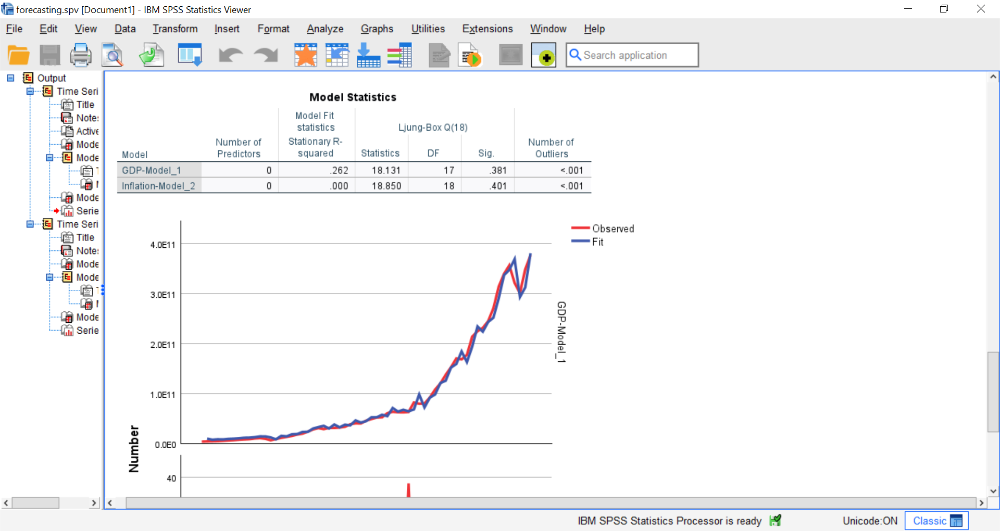 forecasting.spv [Document1] - IBM SPSS Statistics Viewer
File Edit View Data Transform Insert Format Analyze Graphs Utilities Extensions Window Help
Search application
Output
Time Seri
Title
Note
Active
Mode
Mode
Mode
Serie
Time Seri
Title
Note
Mode
Mode
Mode
Serie
Model Statistics
Model Number of Predictors Model Fit statistics Stationary R-squared Ljung-Box Q(18) Statistics DF Sig. Number of Outliers
GDP-Model_1 0 .262 18.131 17 .381 <.001
Inflation-Model_2 0 .000 18.850 18 .401 <.001
Observed
Fit
4.0E11
3.0E11
2.0E11
1.0E11
0.0E0
GDP-Model_1
Number
40
IBM SPSS Statistics Processor is ready Unicode:ON Classic